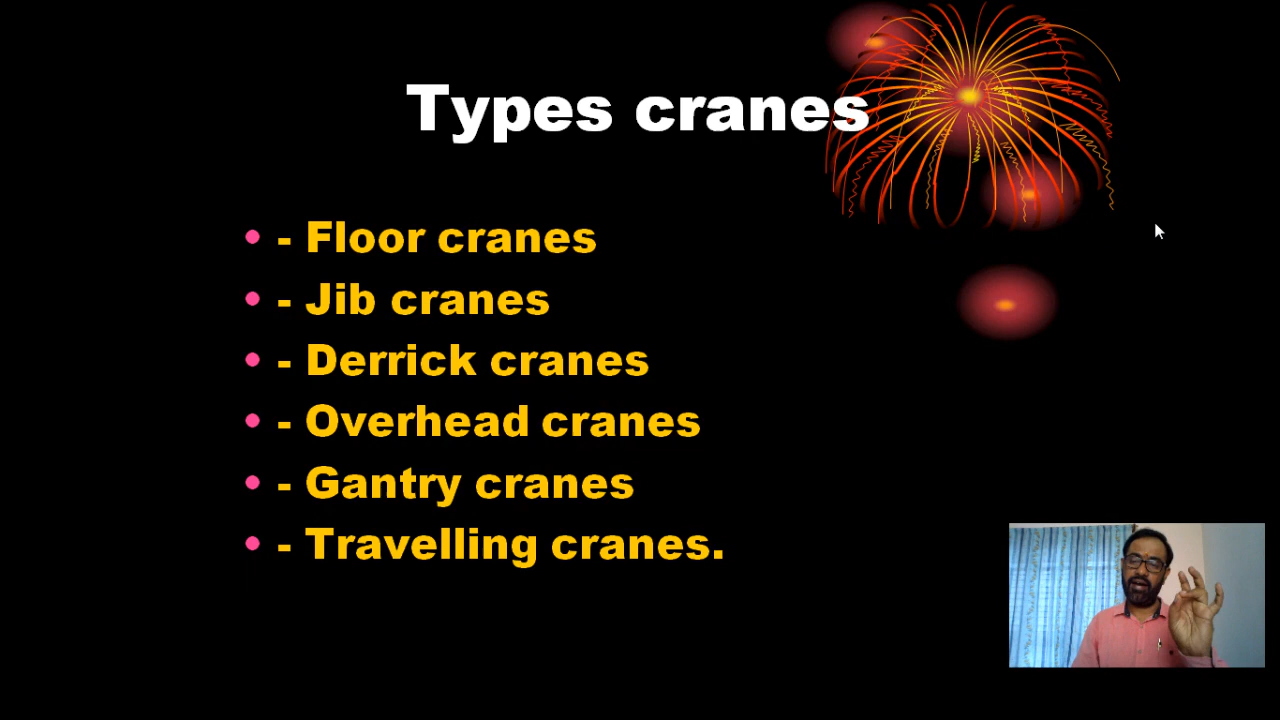 Types cranes
• - Floor cranes
• - Jib cranes
• - Derrick cranes
• - Overhead cranes
• - Gantry cranes
• - Travelling cranes.